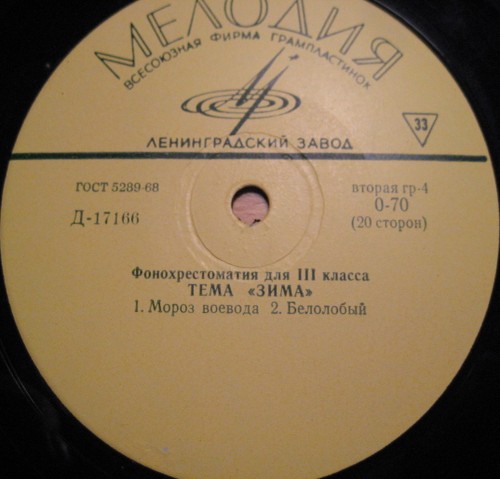 МЕЛОДИЯ
ВСЕСОЮЗНАЯ ФИРМА ГРАМПЛАСТИНОК
33
ЛЕНИНГРАДСКИЙ ЗАВОД
ГОСТ 5289-68
Д-17166
вторая гр-4
0-70
(20 сторон)
Фонохрестоматия для III класса
ТЕМА «ЗИМА»
1. Мороз воевода 2. Белолобый